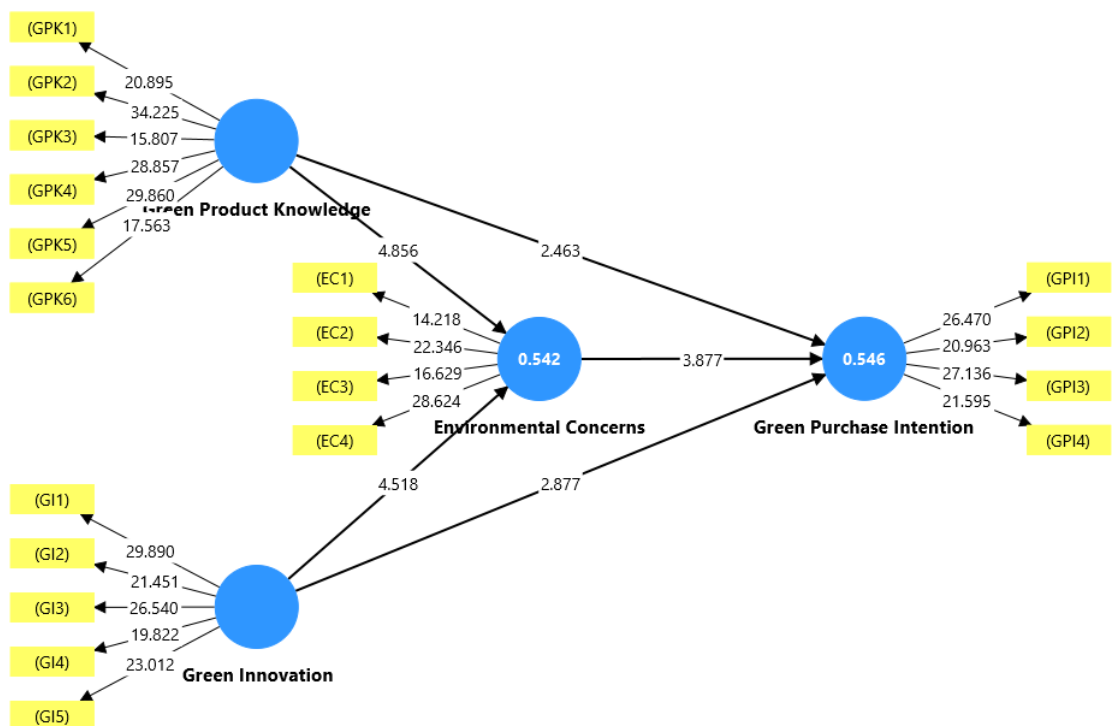 (GPK1)
(GPK2)
(GPK3)
(GPK4)
(GPK5)
(GPK6)
20.895
34.225
15.807
28.857
29.860
17.563
Green Product Knowledge
4.856
2.463
(EC1)
(EC2)
(EC3)
(EC4)
14.218
22.346
16.629
28.624
0.542
Environmental Concerns
3.877
0.546
Green Purchase Intention
26.470
20.963
27.136
21.595
(GPI1)
(GPI2)
(GPI3)
(GPI4)
4.518
2.877
(GI1)
(GI2)
(GI3)
(GI4)
(GI5)
29.890
21.451
26.540
19.822
23.012
Green Innovation